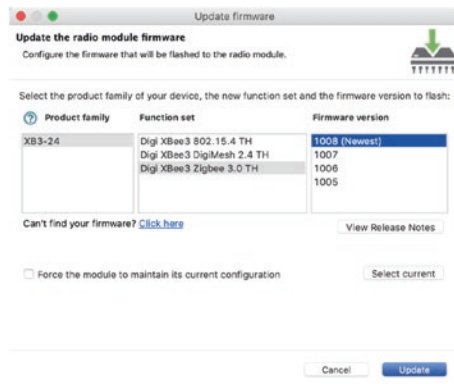 Update firmware
Update the radio module firmware
Configure the firmware that will be flashed to the radio module.
Select the product family of your device, the new function set and the firmware version to flash:
Product family Function set Firmware version
XB3-24 Digi XBee3 802.15.4 TH 1008 (Newest)
Digi XBee3 DigiMesh 2.4 TH 1007
Digi XBee3 Zigbee 3.0 TH 1006
1005
Can't find your firmware? Click here
View Release Notes
Force the module to maintain its current configuration Select current
Cancel Update